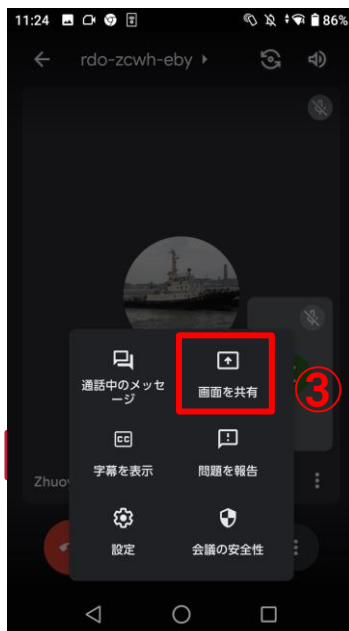 11:24 86%
rdo-zcwh-eby
通話中のメッセ
ージ
画面を共有
③
CC
字幕を表示
問題を報告
Zhuov
設定
会議の安全性